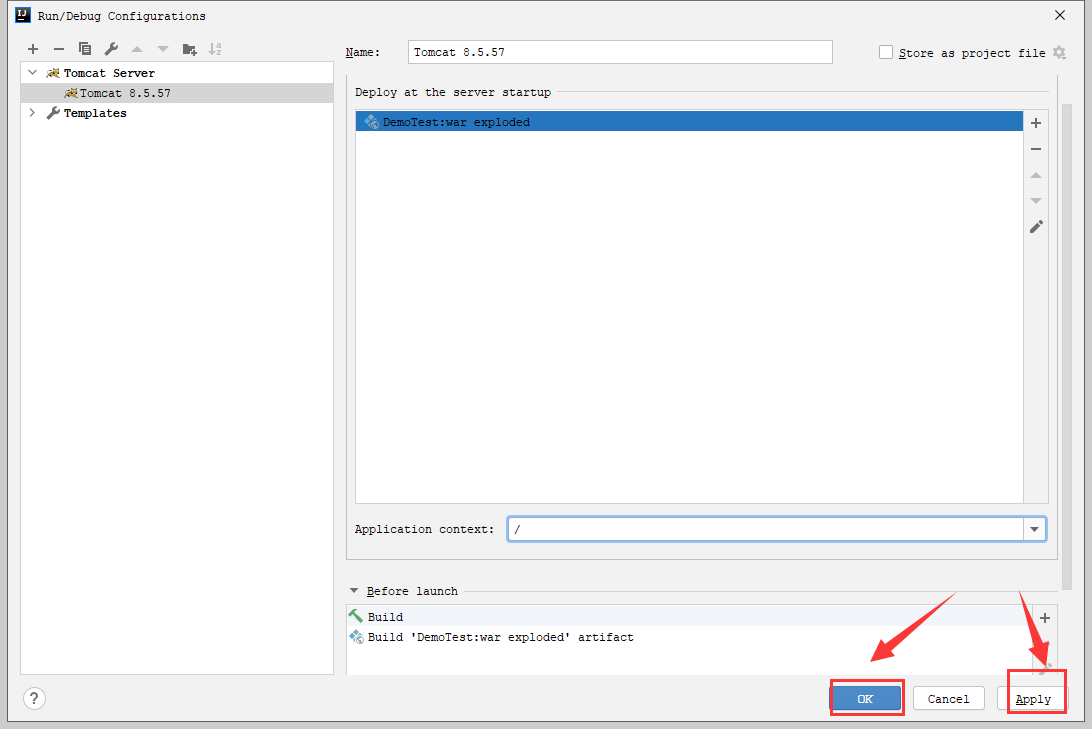 Run/Debug Configurations
Tomcat Server
Tomcat 8.5.57
Templates
Name: Tomcat 8.5.57
Store as project file
Deploy at the server startup
DemoTest:war exploded
Application context: /
Before launch
Build
Build 'DemoTest:war exploded' artifact
?
OK
Cancel
Apply